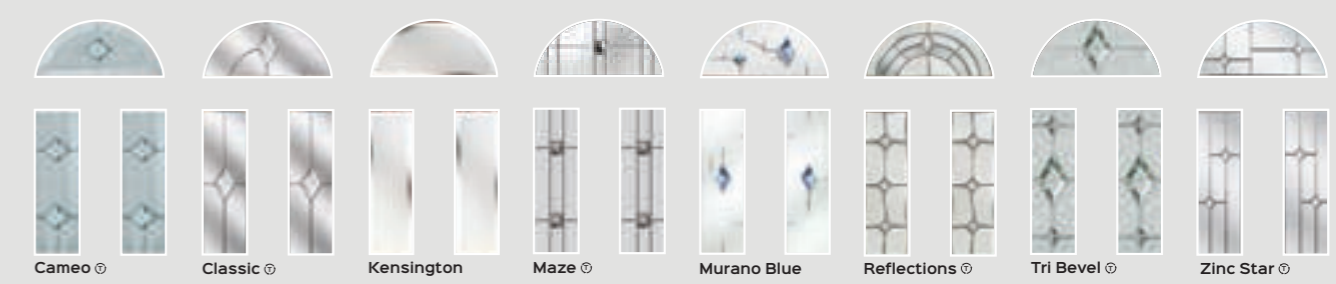 Cameo Ⓣ
Classic Ⓣ
Kensington
Maze Ⓣ
Murano Blue
Reflections Ⓣ
Tri Bevel Ⓣ
Zinc Star Ⓣ